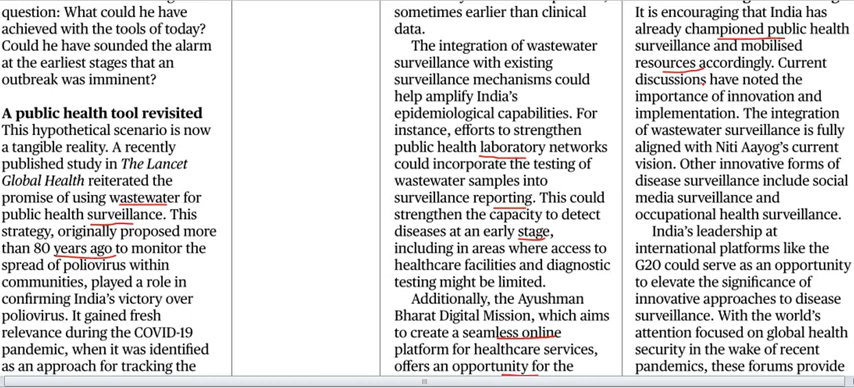 question: What could he have
achieved with the tools of today?
Could he have sounded the alarm
at the earliest stages that an
outbreak was imminent?
A public health tool revisited
This hypothetical scenario is now
a tangible reality. A recently
published study in The Lancet
Global Health reiterated the
promise of using wastewater for
public health surveillance. This
strategy, originally proposed more
than 80 years ago to monitor the
spread of poliovirus within
communities, played a role in
confirming India’s victory over
poliovirus. It gained fresh
relevance during the COVID-19
pandemic, when it was identified
as an approach for tracking the
sometimes earlier than clinical
data.
The integration of wastewater
surveillance with existing
surveillance mechanisms could
help amplify India’s
epidemiological capabilities. For
instance, efforts to strengthen
public health laboratory networks
could incorporate the testing of
wastewater samples into
surveillance reporting. This could
strengthen the capacity to detect
diseases at an early stage,
including in areas where access to
healthcare facilities and diagnostic
testing might be limited.
Additionally, the Ayushman
Bharat Digital Mission, which aims
to create a seamless online
platform for healthcare services,
offers an opportunity for the
It is encouraging that India has
already championed public health
surveillance and mobilised
resources accordingly. Current
discussions have noted the
importance of innovation and
implementation. The integration
of wastewater surveillance is fully
aligned with Niti Aayog’s current
vision. Other innovative forms of
disease surveillance include social
media surveillance and
occupational health surveillance.
India’s leadership at
international platforms like the
G20 could serve as an opportunity
to elevate the significance of
innovative approaches to disease
surveillance. With the world’s
attention focused on global health
security in the wake of recent
pandemics, these forums provide